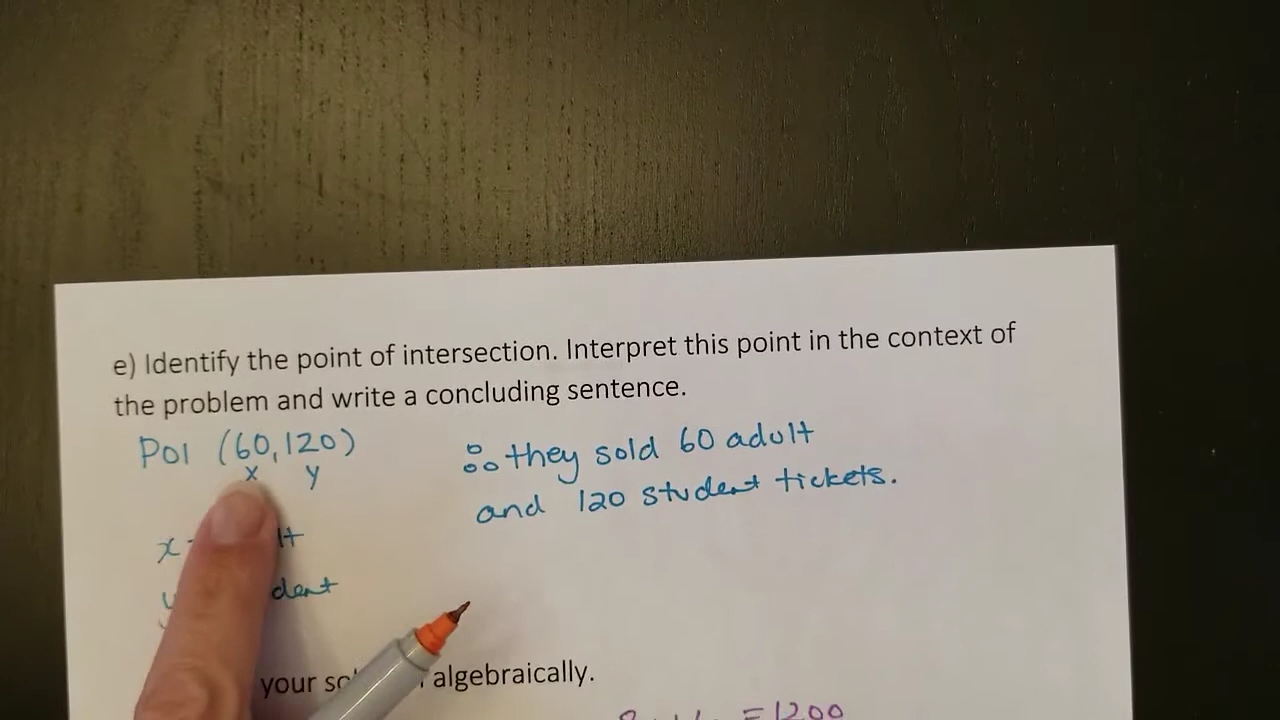 e) Identify the point of intersection. Interpret this point in the context of
the problem and write a concluding sentence.
POI (60,120)
x y
∴ they sold 60 adult
and 120 student tickets.
x
your algebraically.
=1200